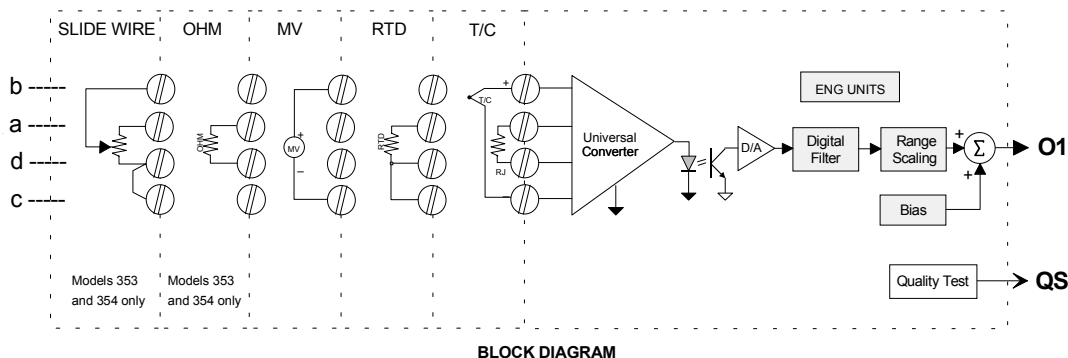 SLIDE WIRE OHM MV RTD T/C
b
a
d
c
OHM
+
MV
−
RTD
+
T/C
RJ
−
Universal
Converter
D/A
ENG UNITS
Digital
Filter
Range
Scaling
+
Σ
+
O1
Bias
Quality Test
QS
Models 353
and 354 only
Models 353
and 354 only
BLOCK DIAGRAM